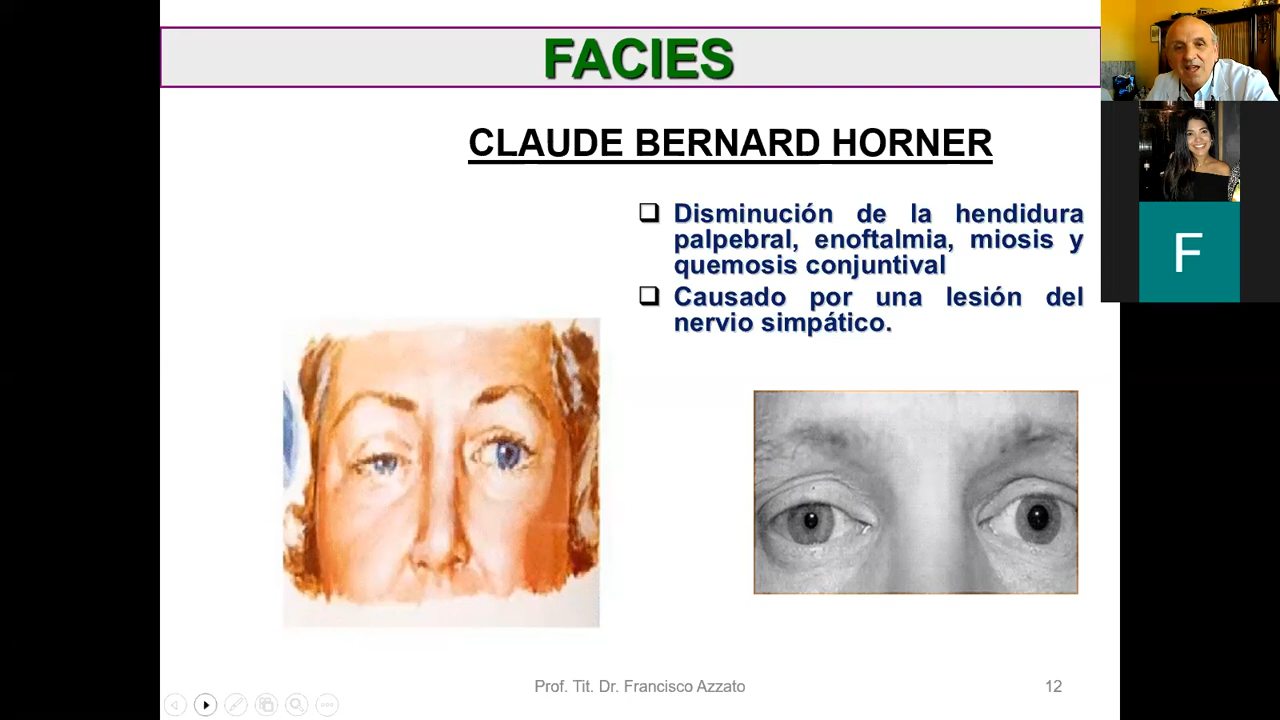 FACIES
CLAUDE BERNARD HORNER
Disminución de la hendidura
palpebral, enoftalmia, miosis y
quemosis conjuntival
Causado por una lesión del
nervio simpático.
F
Prof. Tit. Dr. Francisco Azzato
12